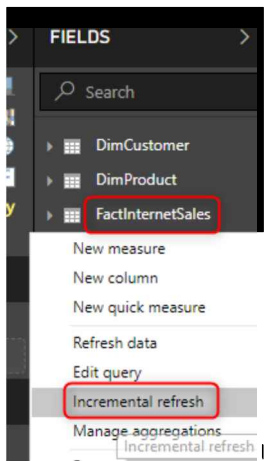 FIELDS
Search
DimCustomer
DimProduct
FactInternetSales
New measure
New column
New quick measure
Refresh data
Edit query
Incremental refresh
Manage aggregations
Incremental refresh